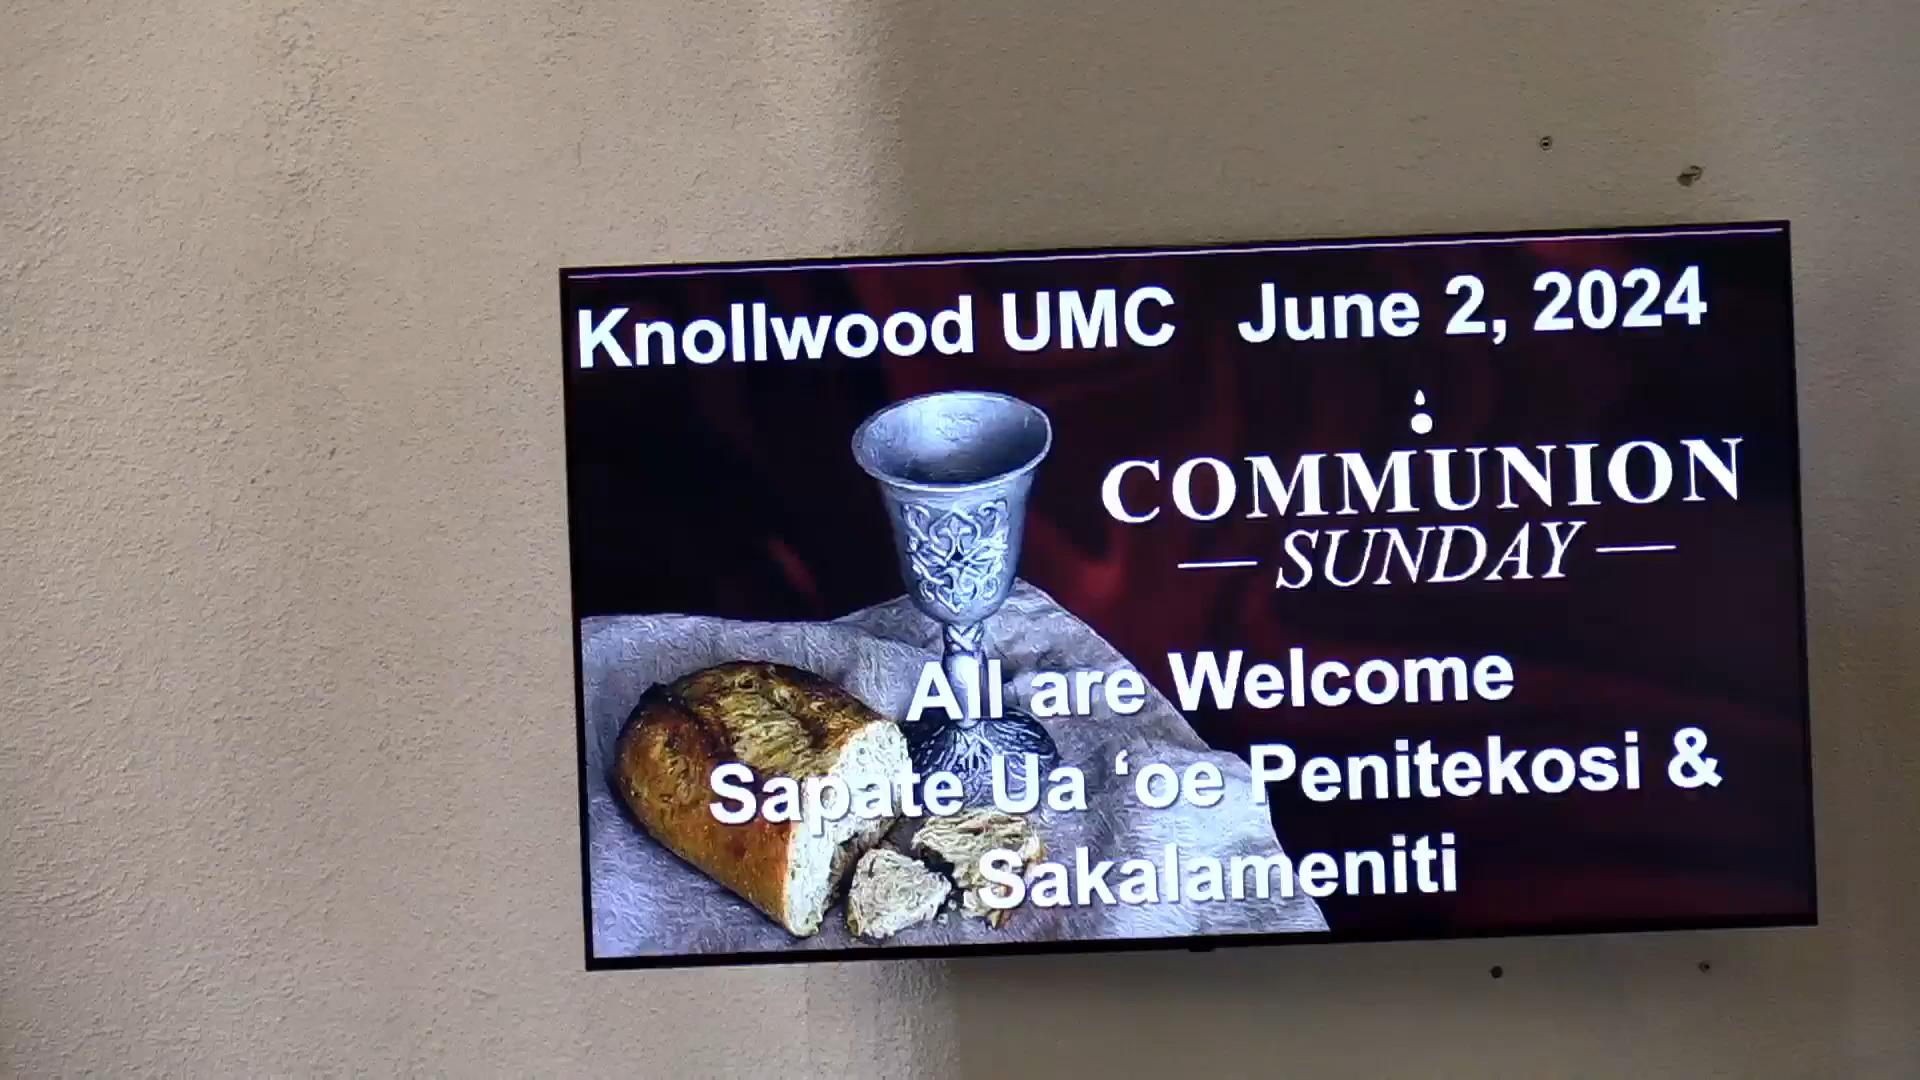 Knollwood UMC June 2, 2024
COMMUNION
— SUNDAY —
All are Welcome
Sapate Ua ‘oe Penitekosi &
Sakalameniti